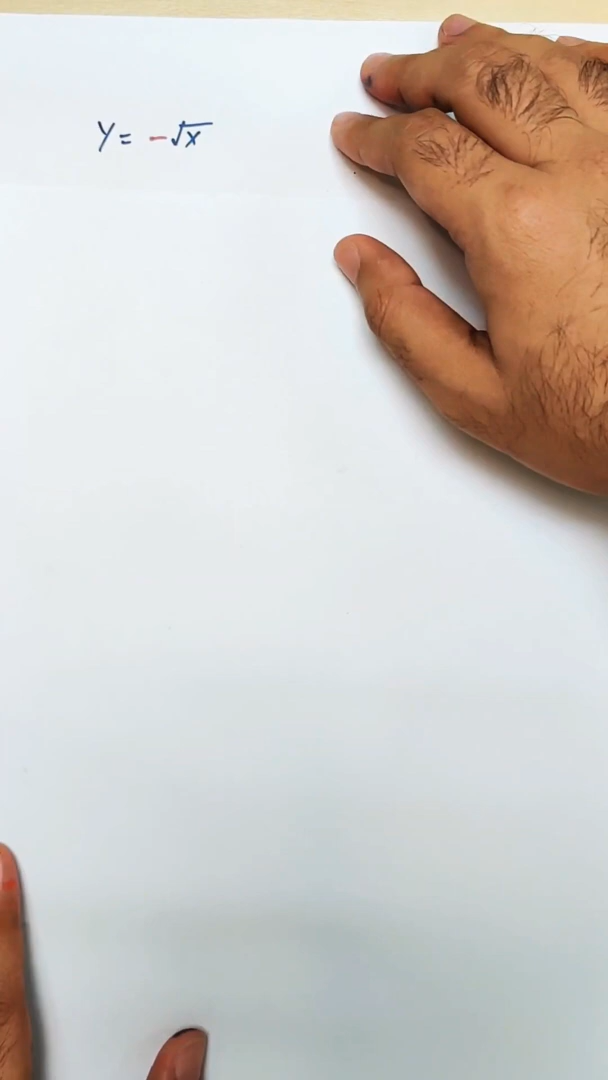 y = -√x